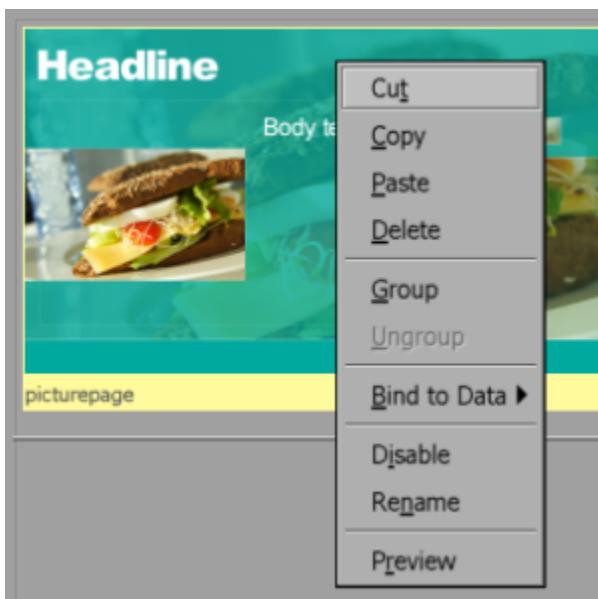 Headline
Body te
Cut
Copy
Paste
Delete
Group
Ungroup
Bind to Data
Disable
Rename
Preview
picturepage